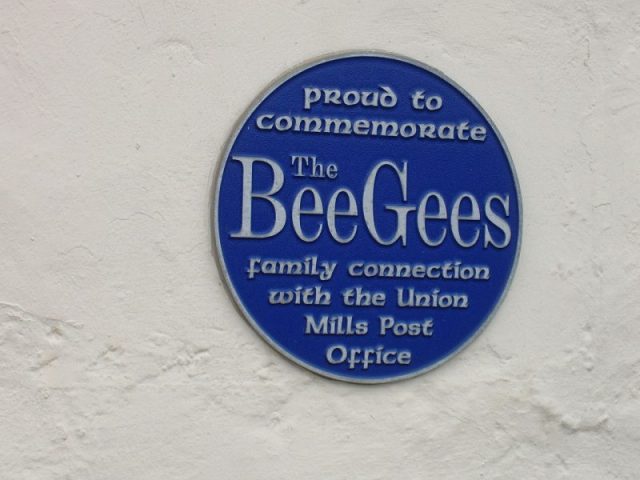 proud to
commemorate
The
BeeGees
family connection
with the Union
Mills Post
Office